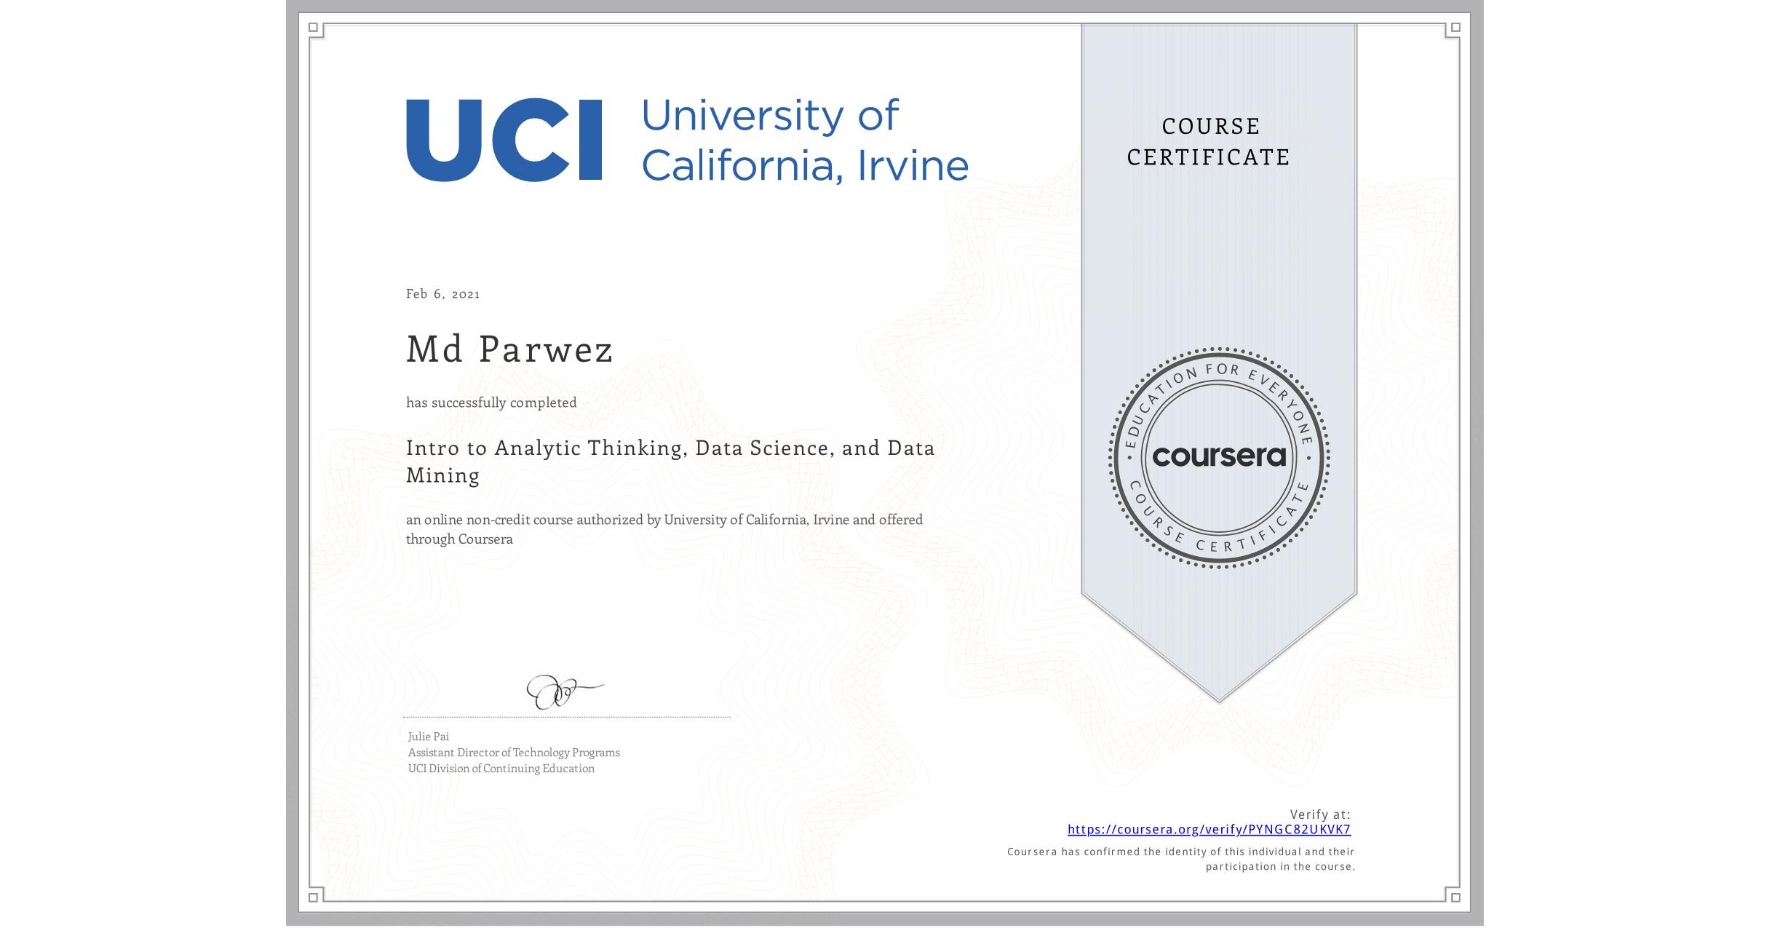 UCI University of
California, Irvine
COURSE
CERTIFICATE
Feb 6, 2021
Md Parwez
has successfully completed
Intro to Analytic Thinking, Data Science, and Data
Mining
an online non-credit course authorized by University of California, Irvine and offered
through Coursera
EDUCATION FOR EVERYONE
coursera
COURSE CERTIFICATE
Julie Pai
Assistant Director of Technology Programs
UCI Division of Continuing Education
Verify at:
https://coursera.org/verify/PYNGC82UKVK7
Coursera has confirmed the identity of this individual and their
participation in the course.